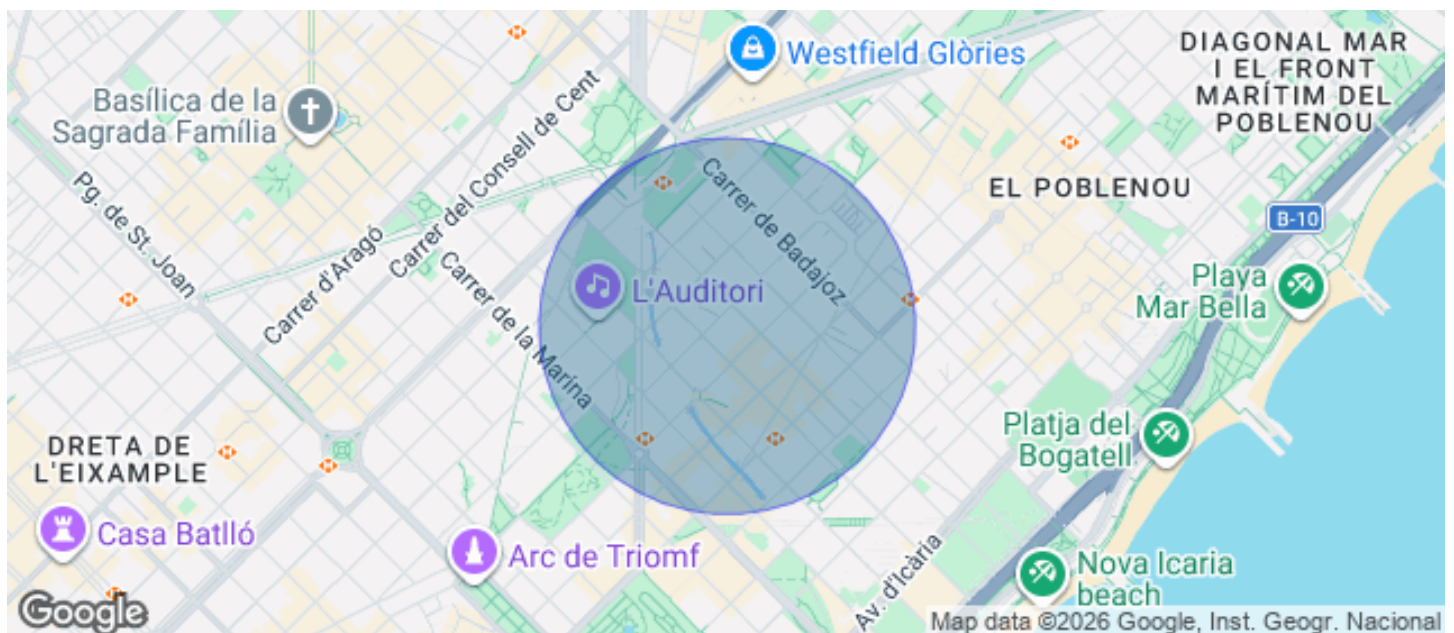 Westfield Glòries
DIAGONAL MAR
I EL FRONT
MARÍTIM DEL
POBLENOU
Basílica de la
Sagrada Família
Carrer del Consell de Cent
Carrer de Badajoz
EL POBLENOU
B-10
Pg. de St. Joan
Carrer d'Aragó
Carrer de la Marina
L'Auditori
Playa
Mar Bella
Platja del
Bogatell
DRETA DE
L'EIXAMPLE
Casa Batlló
Arc de Triomf
Av. d'Icària
Nova Icaria
beach
Google
Map data ©2026 Google, Inst. Geogr. Nacional